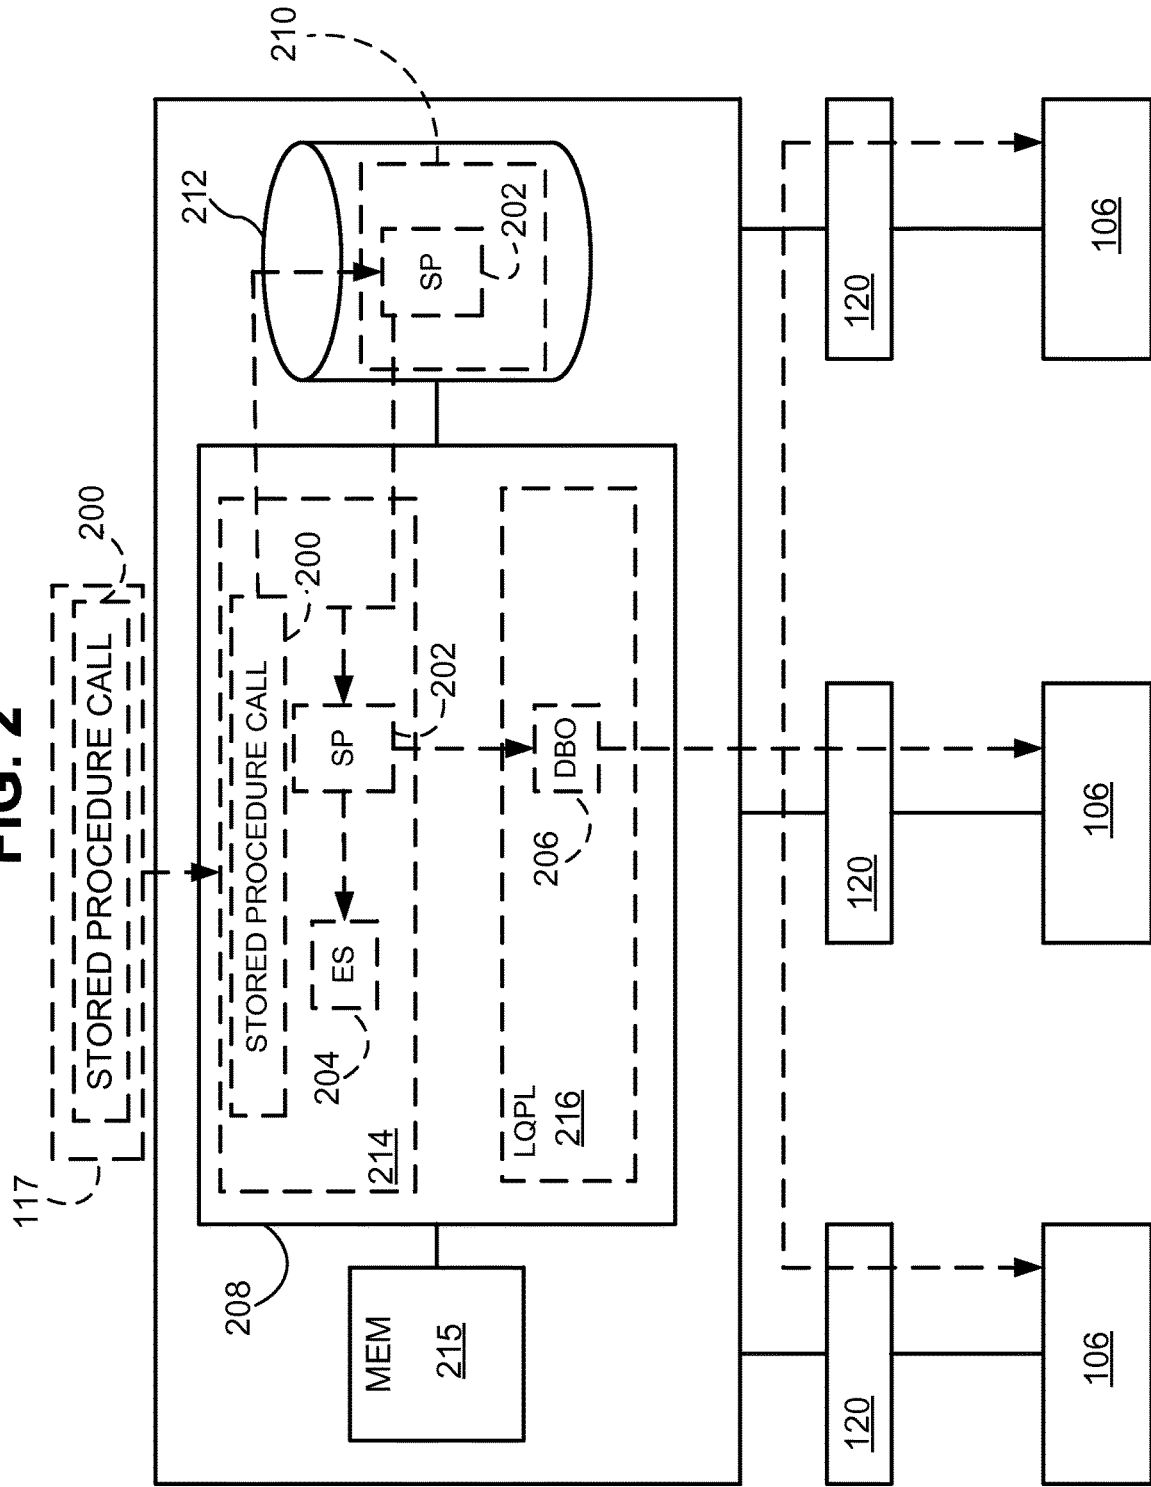 FIG. 2
117
STORED PROCEDURE CALL
200
208
214
STORED PROCEDURE CALL
200
204
ES
SP
202
212
210
SP
202
MEM
215
LQPL
216
206
DBO
120
120
120
106
106
106